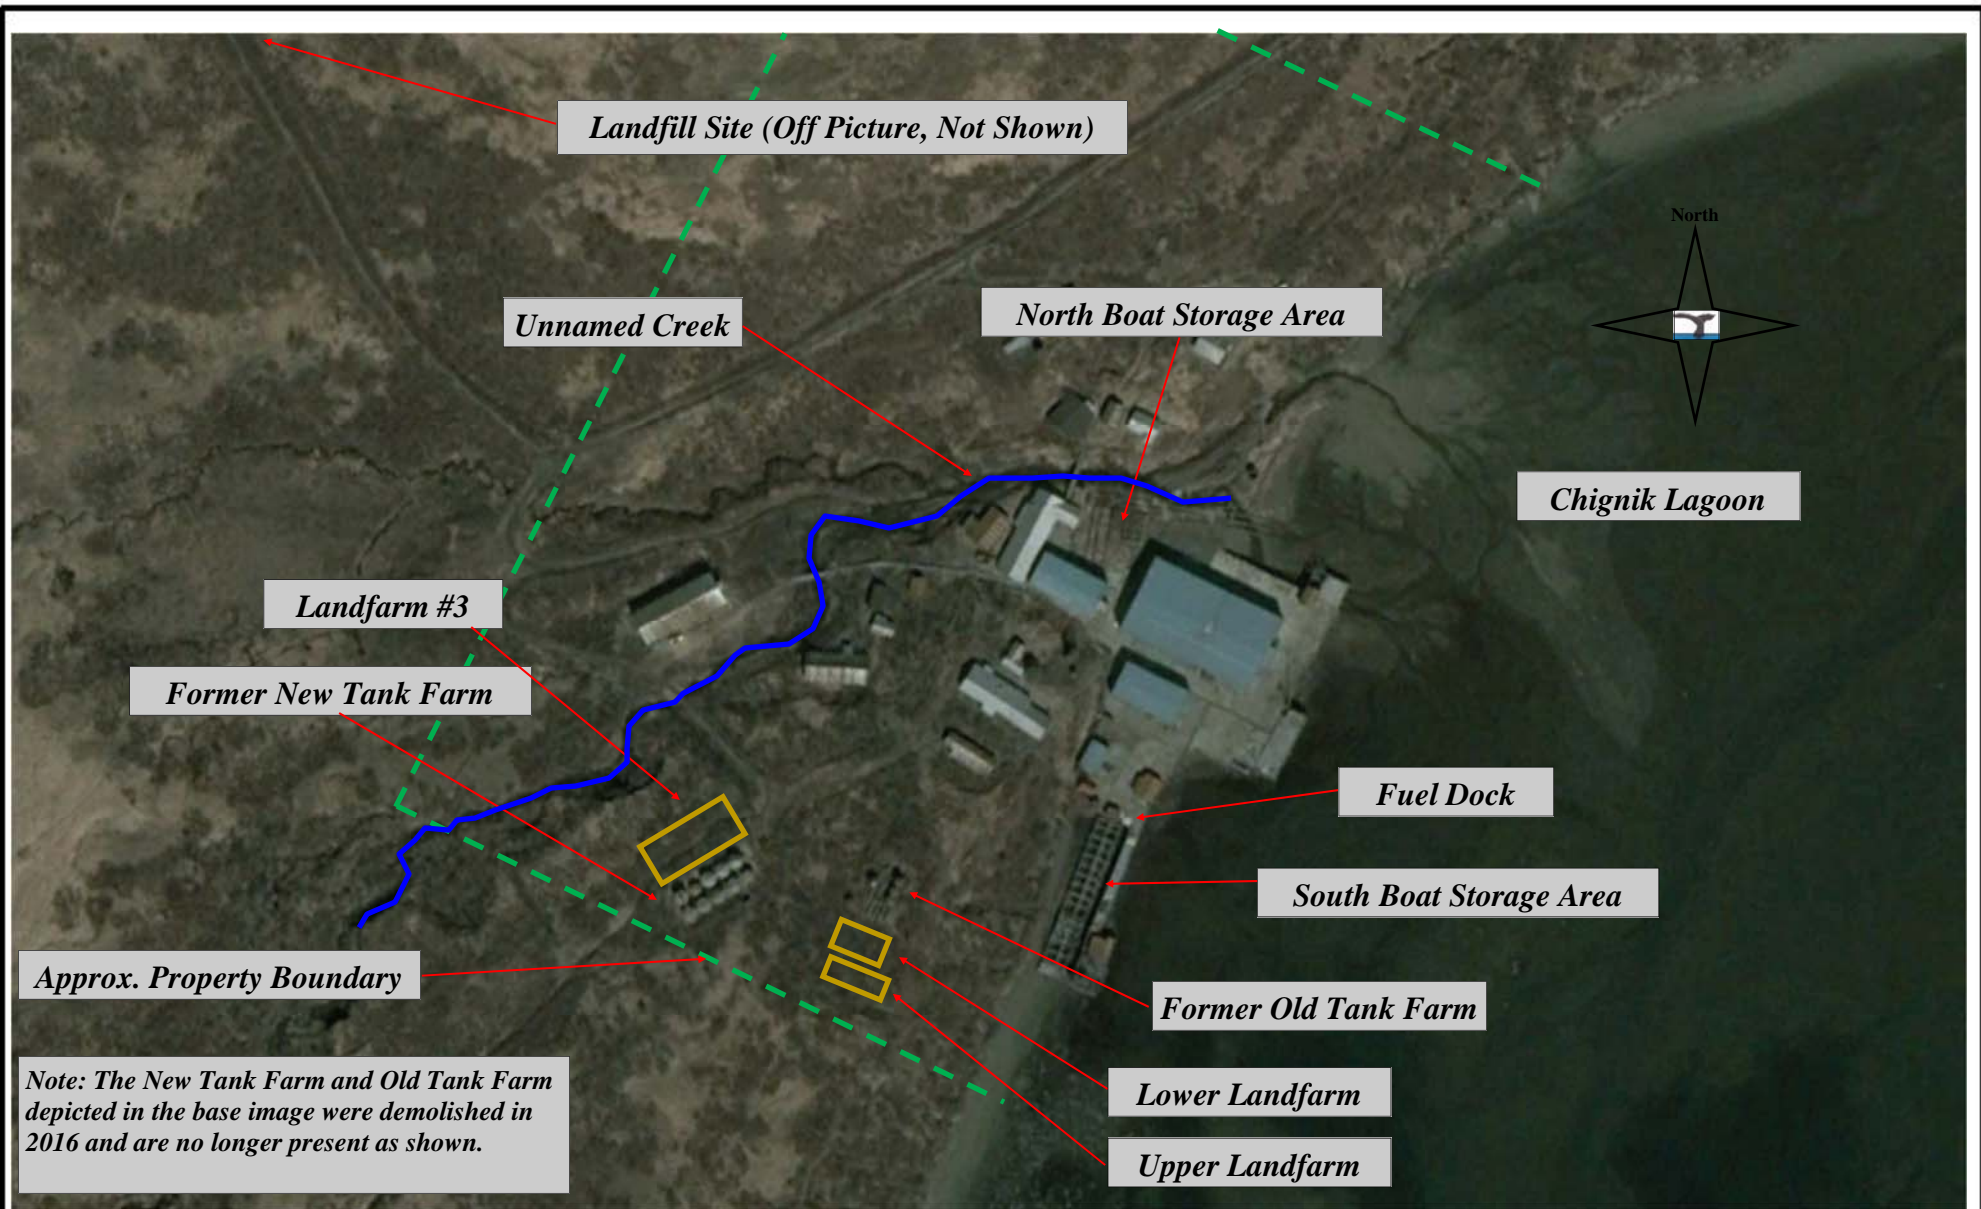 Landfill Site (Off Picture, Not Shown)
North
Unnamed Creek
North Boat Storage Area
Chignik Lagoon
Landfarm #3
Former New Tank Farm
Fuel Dock
South Boat Storage Area
Approx. Property Boundary
Former Old Tank Farm
Note: The New Tank Farm and Old Tank Farm
depicted in the base image were demolished in
2016 and are no longer present as shown.
Lower Landfarm
Upper Landfarm